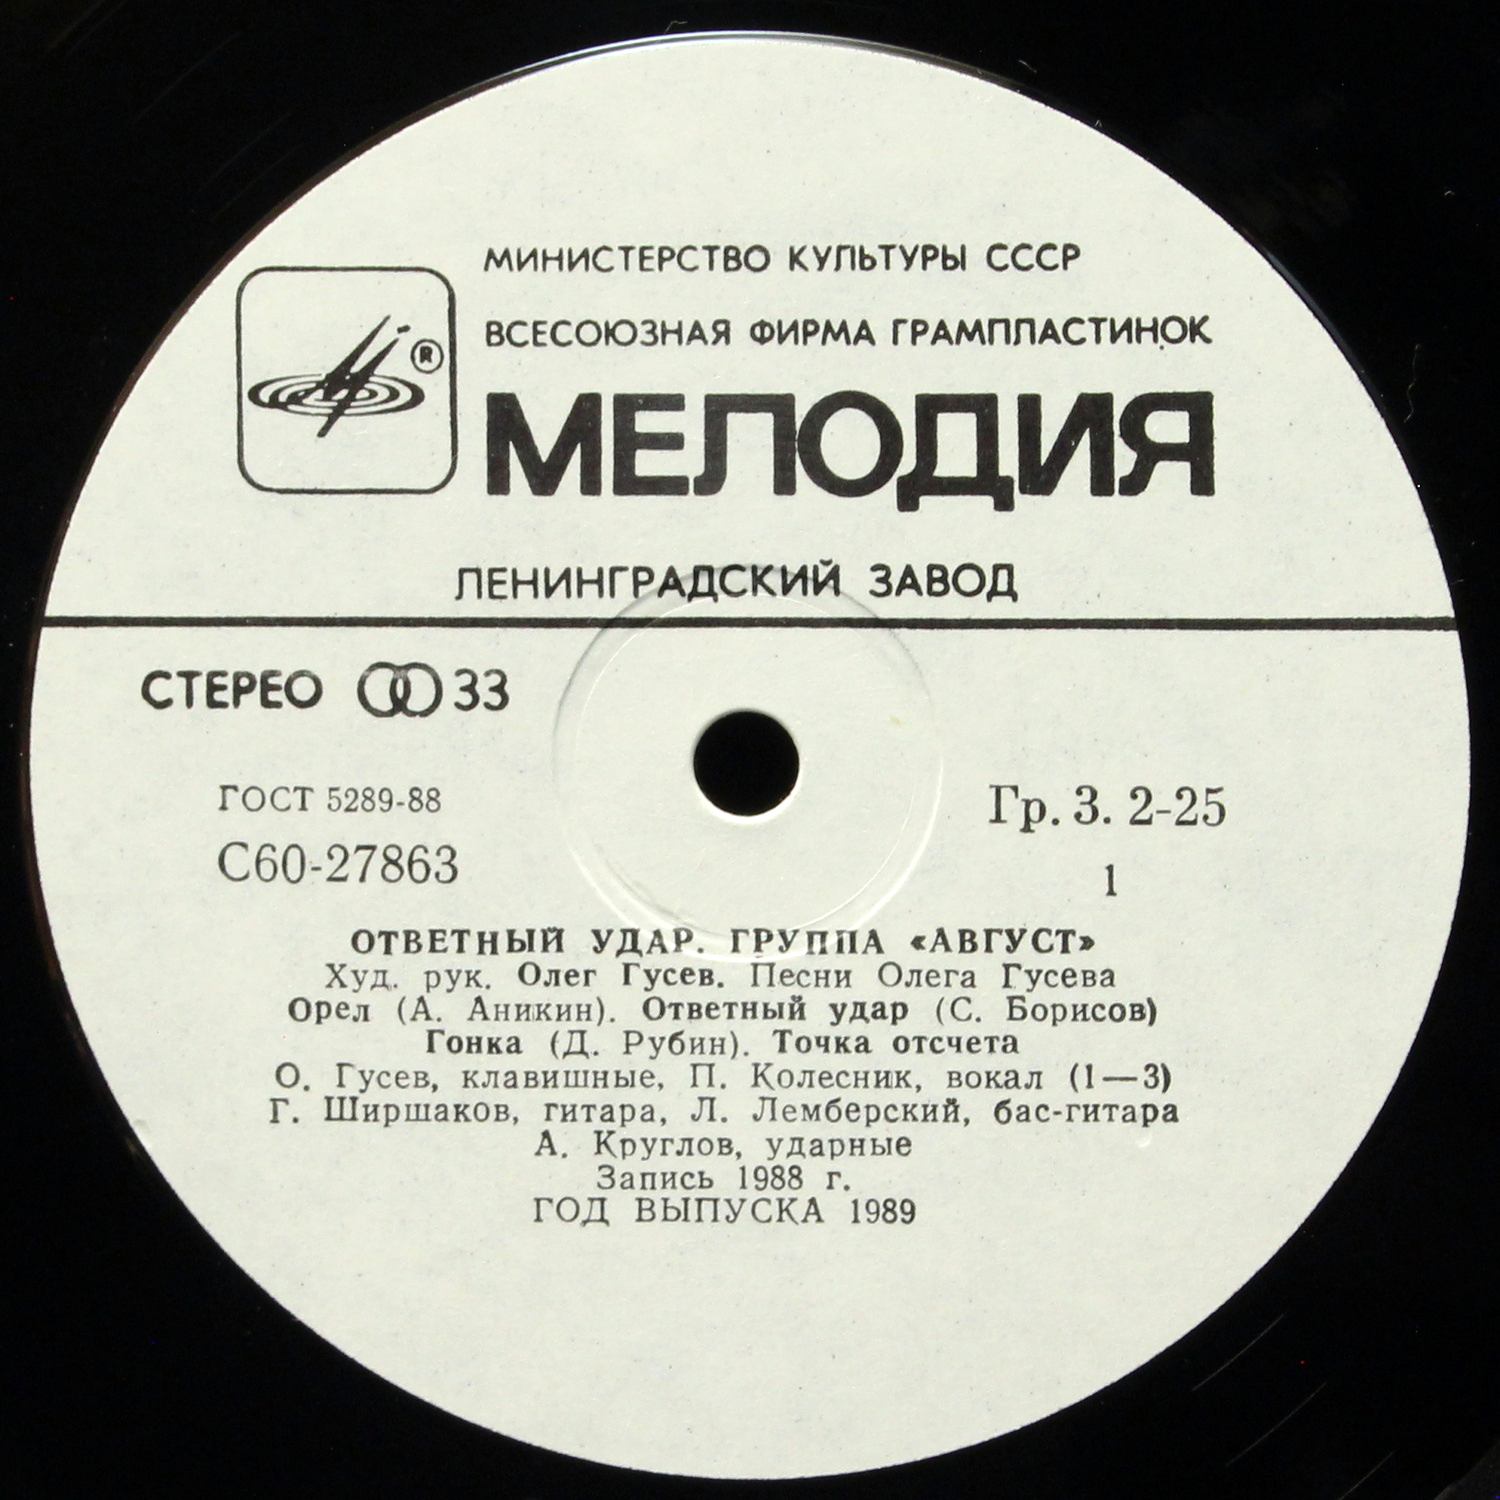 МИНИСТЕРСТВО КУЛЬТУРЫ СССР
ВСЕСОЮЗНАЯ ФИРМА ГРАМПЛАСТИНОК
®
МЕЛОДИЯ
ЛЕНИНГРАДСКИЙ ЗАВОД
СТЕРЕО 33
ГОСТ 5289-88
Гр. 3. 2-25
С60-27863
1
ОТВЕТНЫЙ УДАР. ГРУППА «АВГУСТ»
Худ. рук. Олег Гусев. Песни Олега Гусева
Орел (А. Аникин). Ответный удар (С. Борисов)
Гонка (Д. Рубин). Точка отсчета
О. Гусев, клавишные, П. Колесник, вокал (1—3)
Г. Ширшаков, гитара, Л. Лемберский, бас-гитара
А. Круглов, ударные
Запись 1988 г.
ГОД ВЫПУСКА 1989